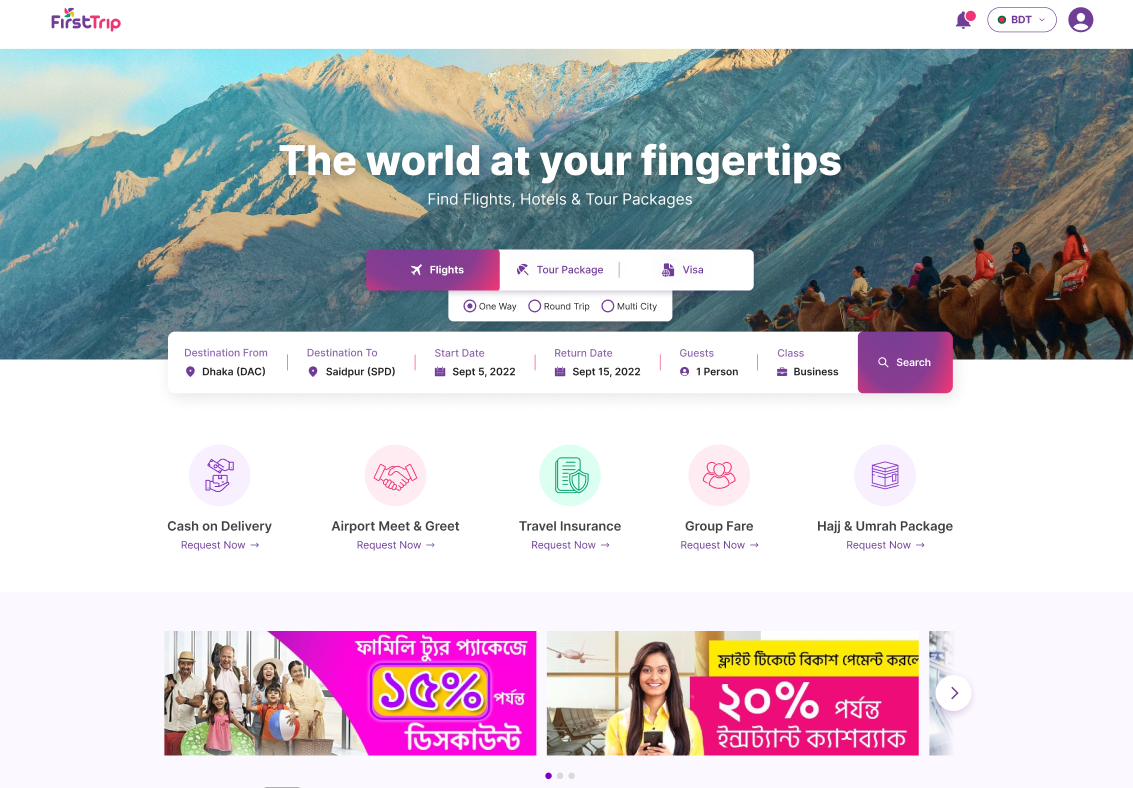 FirstTrip
BDT
The world at your fingertips
Find Flights, Hotels & Tour Packages
Flights
Tour Package
Visa
One Way
Round Trip
Multi City
Destination From
Dhaka (DAC)
Destination To
Saidpur (SPD)
Start Date
Sept 5, 2022
Return Date
Sept 15, 2022
Guests
1 Person
Class
Business
Search
Cash on Delivery
Request Now →
Airport Meet & Greet
Request Now →
Travel Insurance
Request Now →
Group Fare
Request Now →
Hajj & Umrah Package
Request Now →
ফামিলি ট্যুর প্যাকেজে
১৫% পর্যন্ত
ডিসকাউন্ট
ফ্লাইট টিকেটে বিকাশ পেমেন্ট করলে
২০% পর্যন্ত
ইন্সট্যান্ট ক্যাশব্যাক